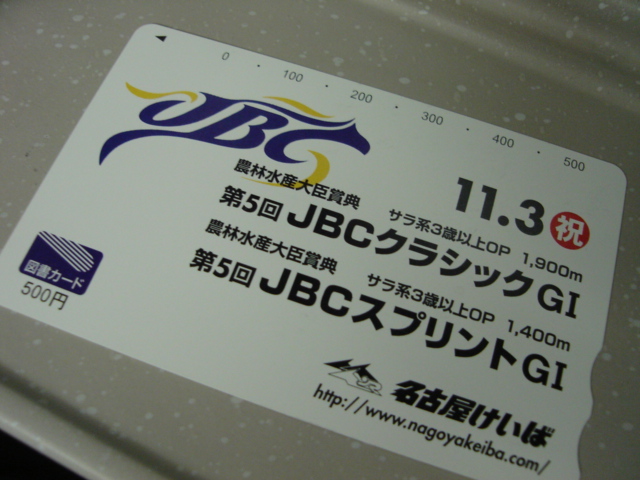 0 ・ 100 ・ 200 ・ 300 ・ 400 ・ 500
JBC
11.3 祝
農林水産大臣賞典 サラ系3歳以上OP 1,900m
第5回 JBCクラシックGI
農林水産大臣賞典 サラ系3歳以上OP 1,400m
第5回 JBCスプリントGI
図書カード
500円
名古屋けいば
http://www.nagoyakeiba.com/